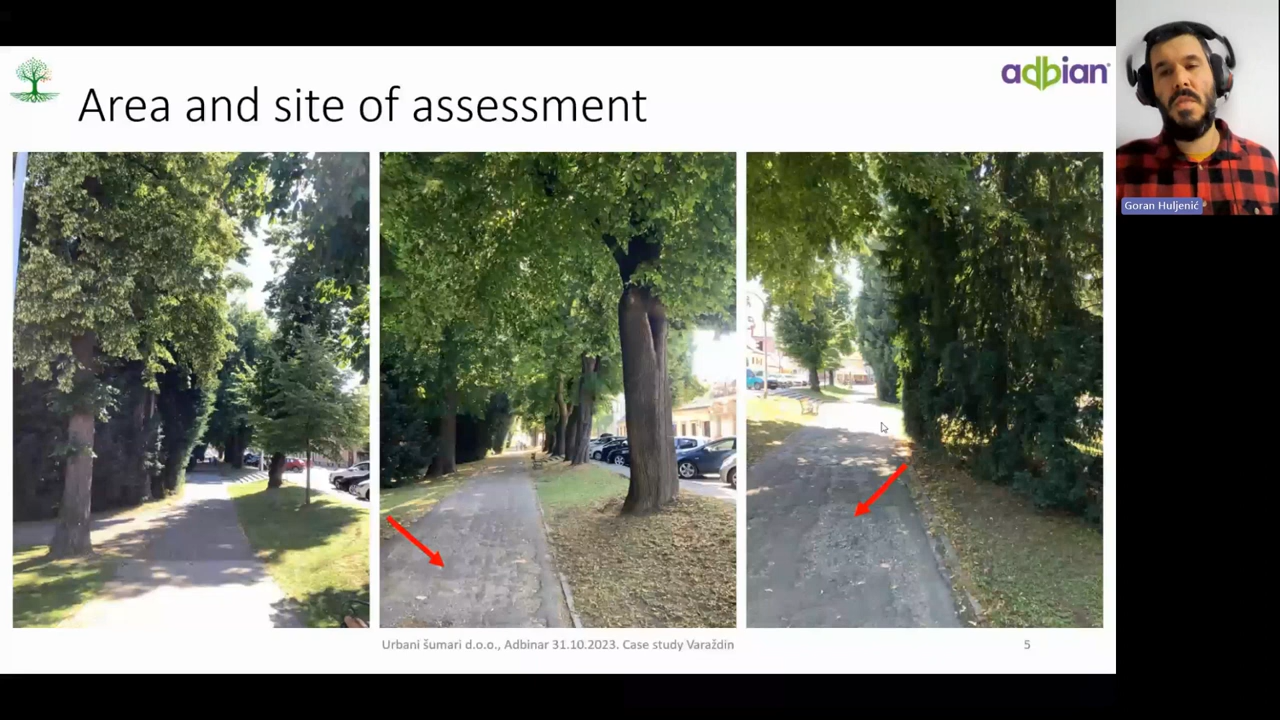 adbian
Area and site of assessment
Goran Huljenić
Urbani šumari d.o.o., Adbinar 31.10.2023. Case study Varaždin
5